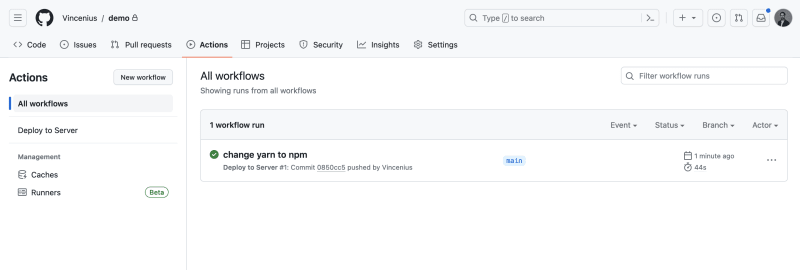 Vincenius / demo
Type / to search
Code
Issues
Pull requests
Actions
Projects
Security
Insights
Settings
Actions
New workflow
All workflows
Deploy to Server
Management
Caches
Runners
Beta
All workflows
Showing runs from all workflows
Filter workflow runs
1 workflow run
Event
Status
Branch
Actor
change yarn to npm
Deploy to Server #1: Commit 0850cc5 pushed by Vincenius
main
1 minute ago
44s